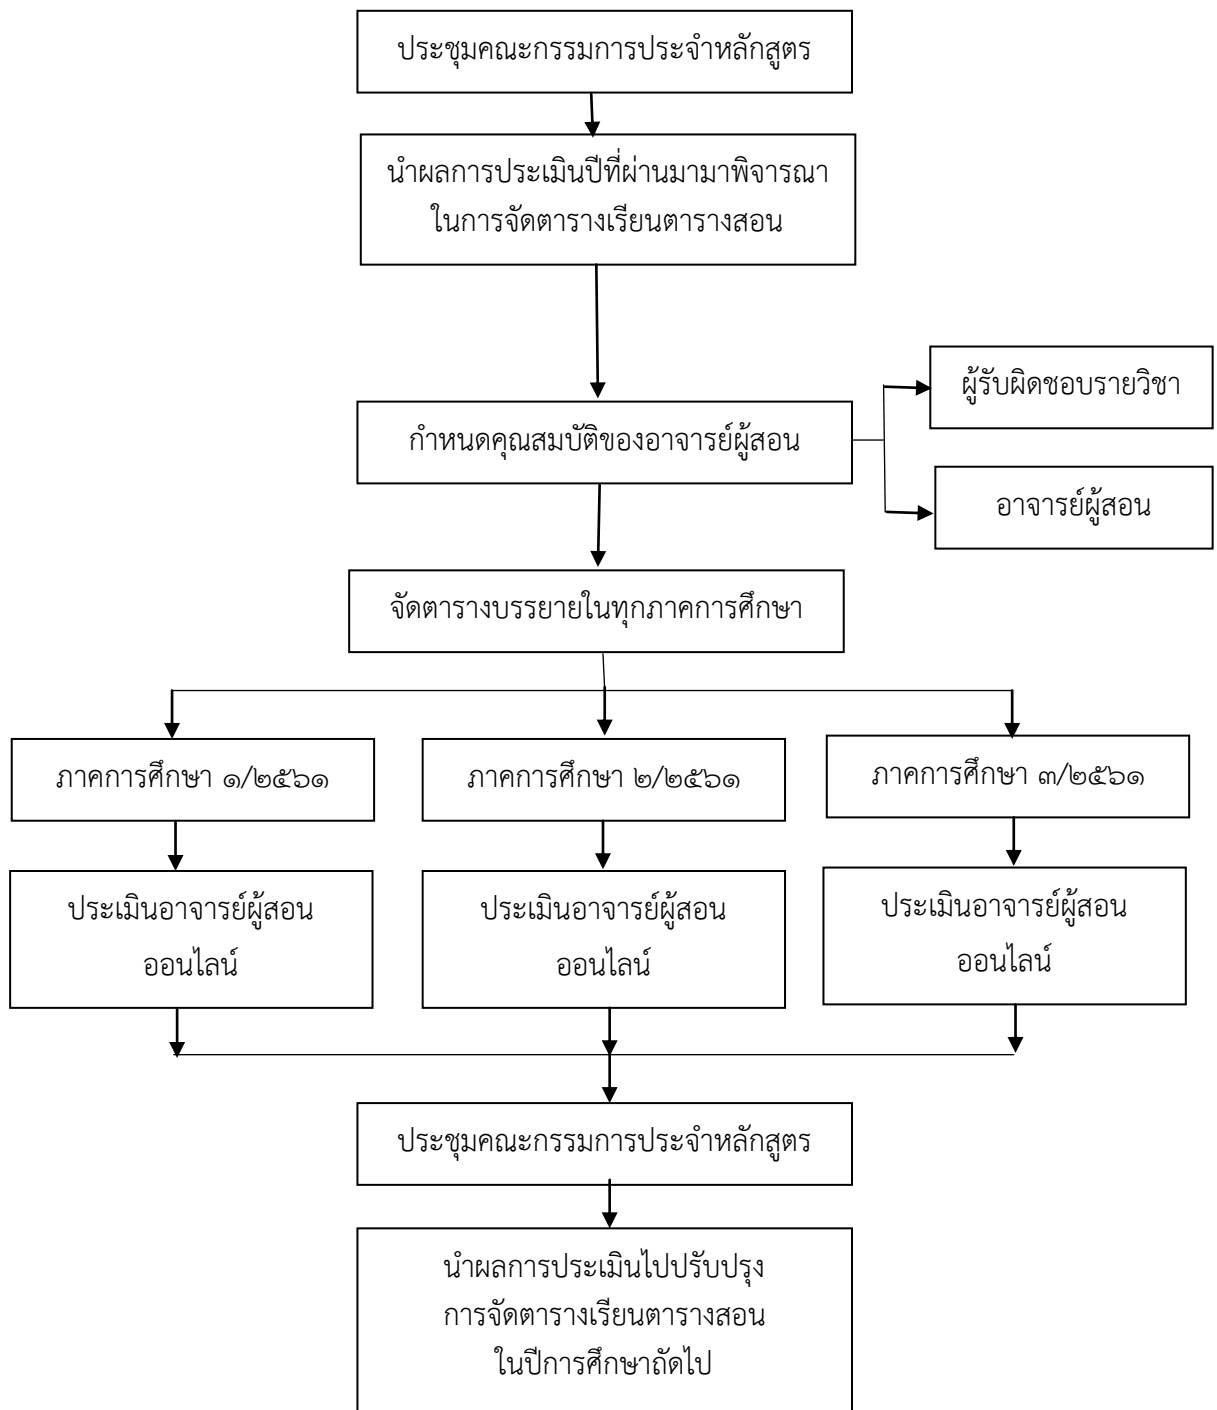 ประชุมคณะกรรมการประจำหลักสูตร
นำผลการประเมินปีที่ผ่านมามาพิจารณา
ในการจัดตารางเรียนตารางสอน
ผู้รับผิดชอบรายวิชา
กำหนดคุณสมบัติของอาจารย์ผู้สอน
อาจารย์ผู้สอน
จัดตารางบรรยายในทุกภาคการศึกษา
ภาคการศึกษา ๑/๒๕๖๑
ภาคการศึกษา ๒/๒๕๖๑
ภาคการศึกษา ๓/๒๕๖๑
ประเมินอาจารย์ผู้สอน
ออนไลน์
ประเมินอาจารย์ผู้สอน
ออนไลน์
ประเมินอาจารย์ผู้สอน
ออนไลน์
ประชุมคณะกรรมการประจำหลักสูตร
นำผลการประเมินไปปรับปรุง
การจัดตารางเรียนตารางสอน
ในปีการศึกษาถัดไป